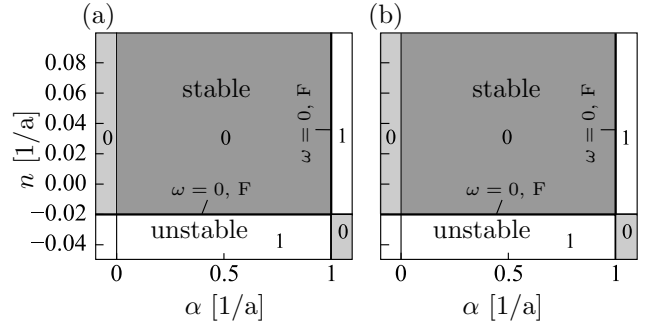 (a)
0.08
0.06
0.04
0.02
0.00
−0.02
−0.04
n [1/a]
stable
0
0
1
ω = 0, F
ω = 0, F
unstable
1
0
0
0.5
1
α [1/a]
(b)
stable
0
0
1
ω = 0, F
ω = 0, F
unstable
1
0
0
0.5
1
α [1/a]